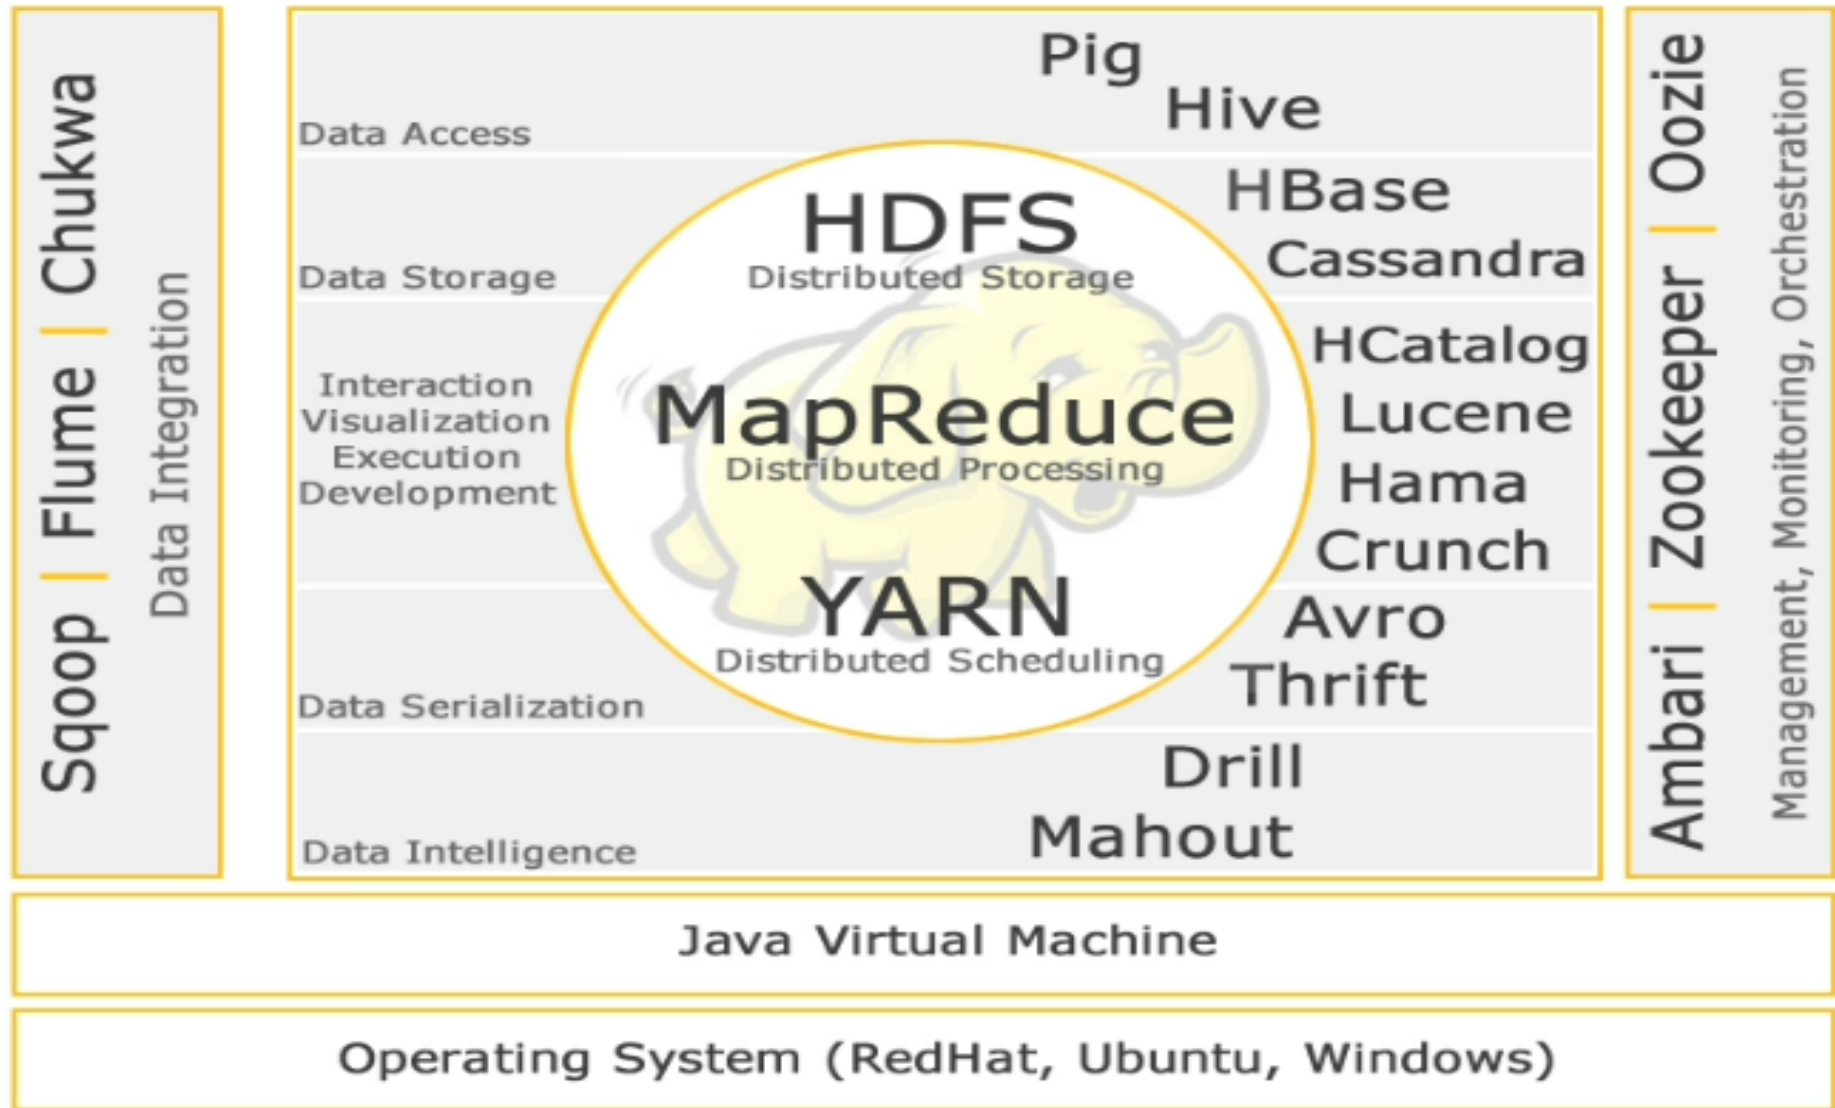 Sqoop | Flume | Chukwa
Data Integration
Pig
Hive
Data Access
HBase
Cassandra
Data Storage
HDFS
Distributed Storage
Interaction
Visualization
Execution
Development
MapReduce
Distributed Processing
HCatalog
Lucene
Hama
Crunch
YARN
Distributed Scheduling
Avro
Thrift
Data Serialization
Drill
Mahout
Data Intelligence
Ambari | Zookeeper | Oozie
Management, Monitoring, Orchestration
Java Virtual Machine
Operating System (RedHat, Ubuntu, Windows)